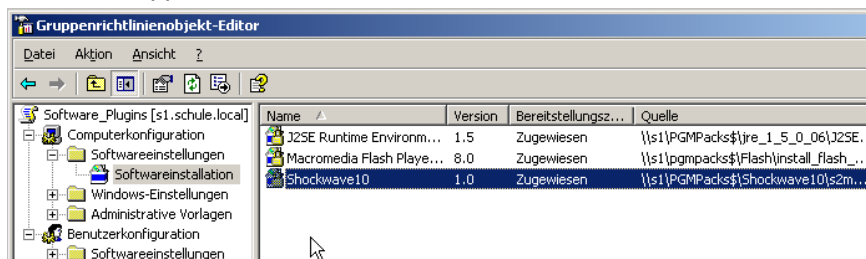 Gruppenrichtlinienobjekt-Editor
Datei Aktion Ansicht ?
Software_Plugins [s1.schule.local]
Computerkonfiguration
Softwareeinstellungen
Softwareinstallation
Windows-Einstellungen
Administrative Vorlagen
Benutzerkonfiguration
Softwareeinstellungen
Name Version Bereitstellungsz... Quelle
J2SE Runtime Environm... 1.5 Zugewiesen \\s1\PGMPacks$\jre_1_5_0_06\J2SE.
Macromedia Flash Playe... 8.0 Zugewiesen \\s1\pgmpacks$\Flash\install_flash_...
Shockwave10 1.0 Zugewiesen \\s1\PGMPacks$\Shockwave10\s2m...